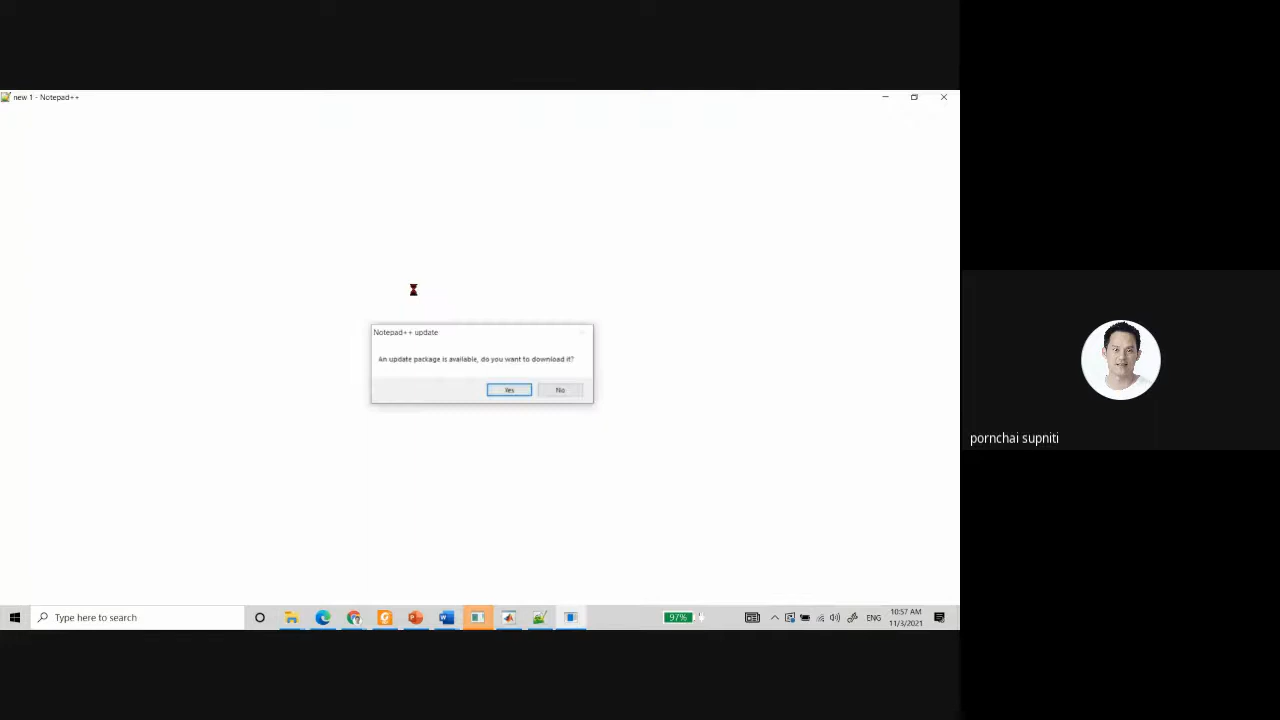 new 1 - Notepad++
Notepad++ update
An update package is available, do you want to download it?
Yes No
pornchai supniti
Type here to search
97%
ENG
10:57 AM
11/3/2021